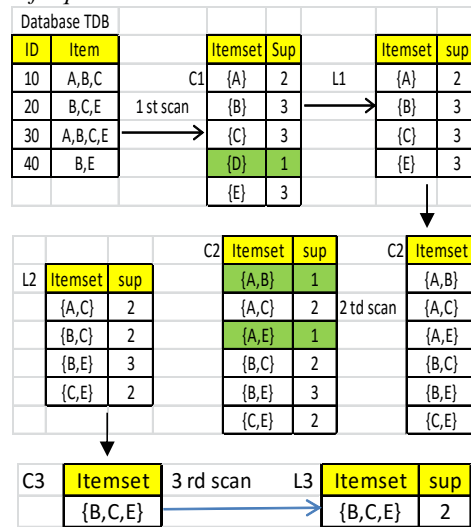 Database TDB
ID Item
10 A,B,C
20 B,C,E
30 A,B,C,E
40 B,E
1 st scan
C1 Itemset Sup
{A} 2
{B} 3
{C} 3
{D} 1
{E} 3
L1
Itemset sup
{A} 2
{B} 3
{C} 3
{E} 3
L2 Itemset sup
{A,C} 2
{B,C} 2
{B,E} 3
{C,E} 2
C2 Itemset sup
{A,B} 1
{A,C} 2
{A,E} 1
{B,C} 2
{B,E} 3
{C,E} 2
2 td scan
C2 Itemset
{A,B}
{A,C}
{A,E}
{B,C}
{B,E}
{C,E}
C3 Itemset
{B,C,E}
3 rd scan
L3 Itemset sup
{B,C,E} 2